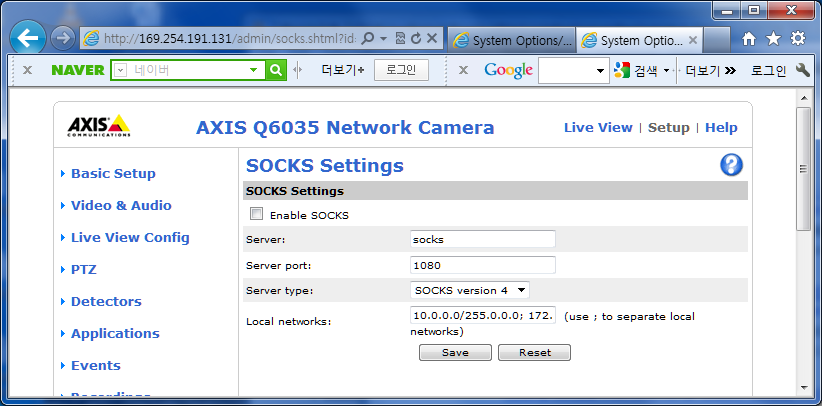 http://169.254.191.131/admin/socks.shtml?id
System Options/...
System Optio...
x NAVER 네이버 더보기+ 로그인 x Google 검색 더보기 » 로그인
AXIS
COMMUNICATIONS
AXIS Q6035 Network Camera
Live View | Setup | Help
Basic Setup
Video & Audio
Live View Config
PTZ
Detectors
Applications
Events
Recordings
SOCKS Settings
?
SOCKS Settings
Enable SOCKS
Server: socks
Server port: 1080
Server type: SOCKS version 4
Local networks: 10.0.0.0/255.0.0.0; 172. (use ; to separate local
networks)
Save Reset